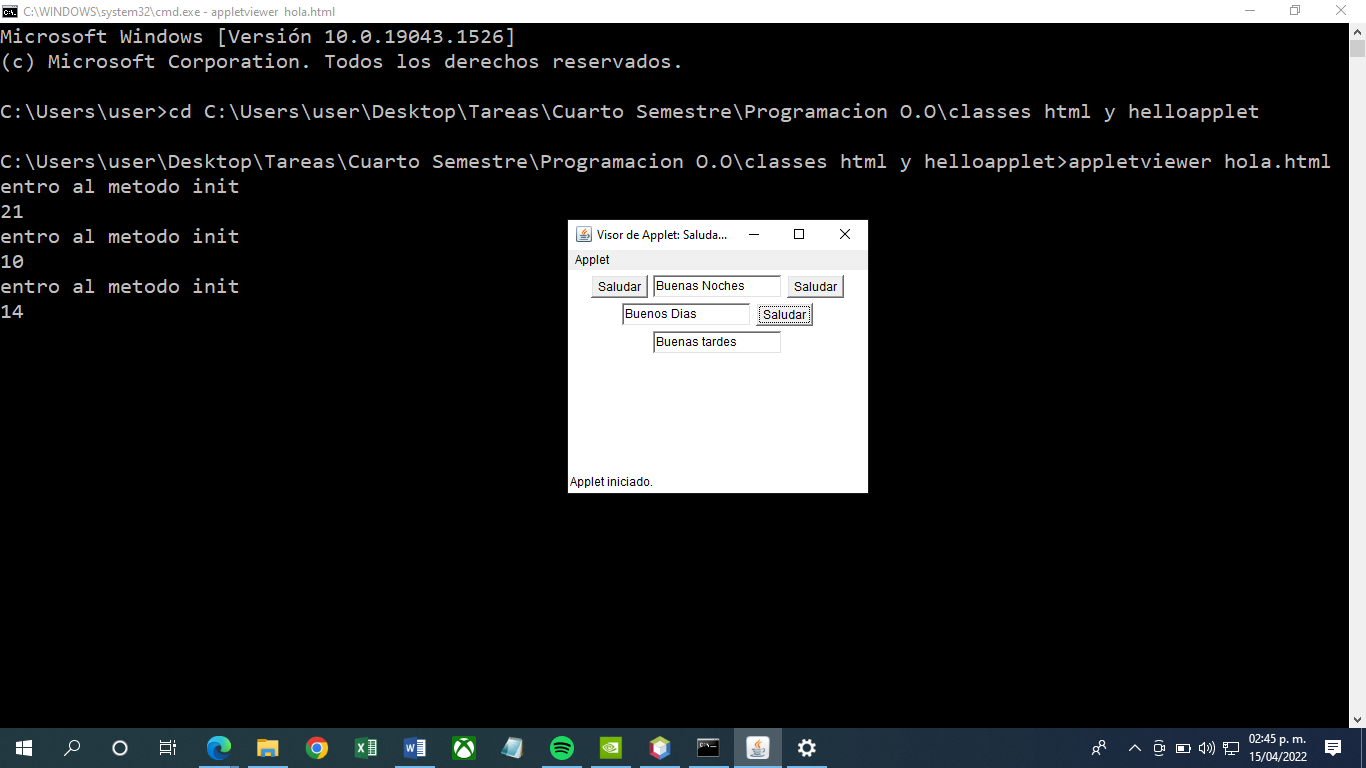 C:\WINDOWS\system32\cmd.exe - appletviewer hola.html
Microsoft Windows [Versión 10.0.19043.1526]
(c) Microsoft Corporation. Todos los derechos reservados.
C:\Users\user>cd C:\Users\user\Desktop\Tareas\Cuarto Semestre\Programacion O.O\classes html y helloapplet
C:\Users\user\Desktop\Tareas\Cuarto Semestre\Programacion O.O\classes html y helloapplet>appletviewer hola.html
entro al metodo init
21
entro al metodo init
10
entro al metodo init
14
Visor de Applet: Saluda...
Applet
Saludar Buenas Noches Saludar
Buenos Dias Saludar
Buenas tardes
Applet iniciado.
02:45 p. m.
15/04/2022